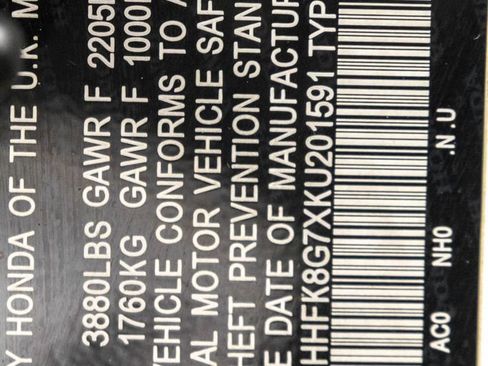 Y HONDA OF THE U.K. M
3880LBS GAWR F 2205
1760KG GAWR F 1000
VEHICLE CONFORMS TO A
AL MOTOR VEHICLE SAF
HEFT PREVENTION STAN
E DATE OF MANUFACTUR
HHFK8G7XKU201591 TYP
AC0 NH0 .N.U